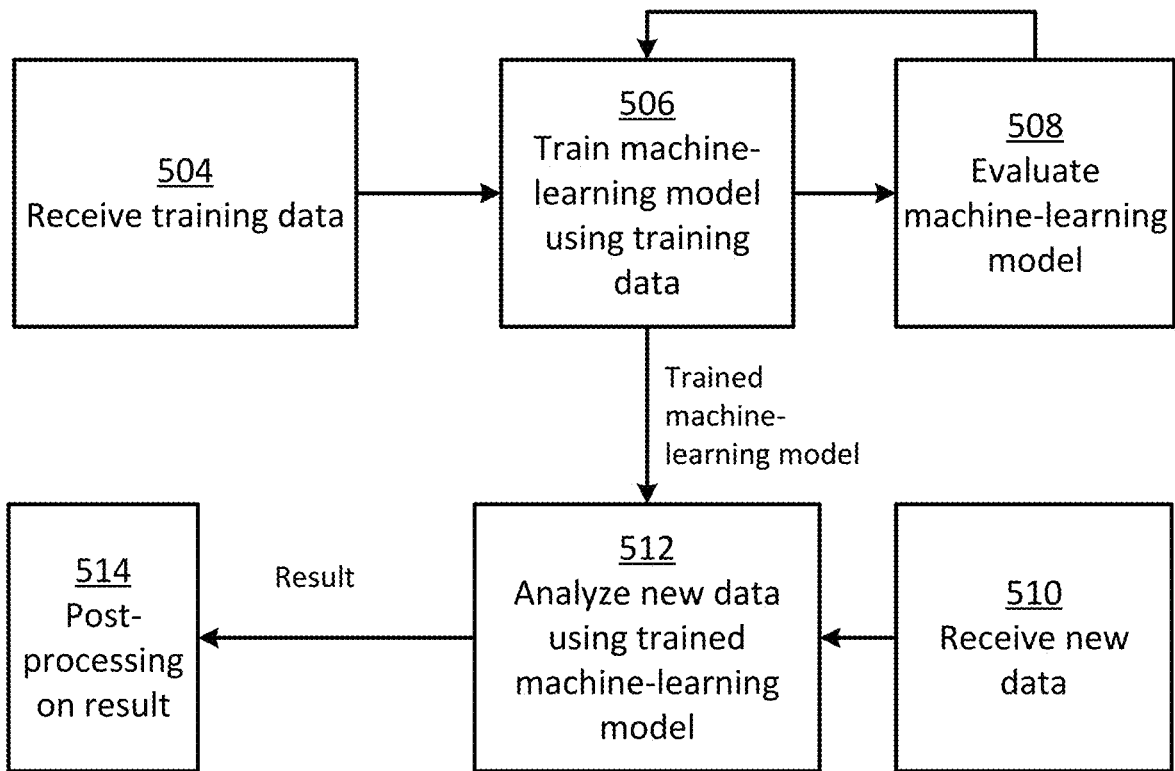 504
Receive training data
506
Train machine-
learning model
using training
data
508
Evaluate
machine-learning
model
Trained
machine-
learning model
514
Post-
processing
on result
Result
512
Analyze new data
using trained
machine-learning
model
510
Receive new
data